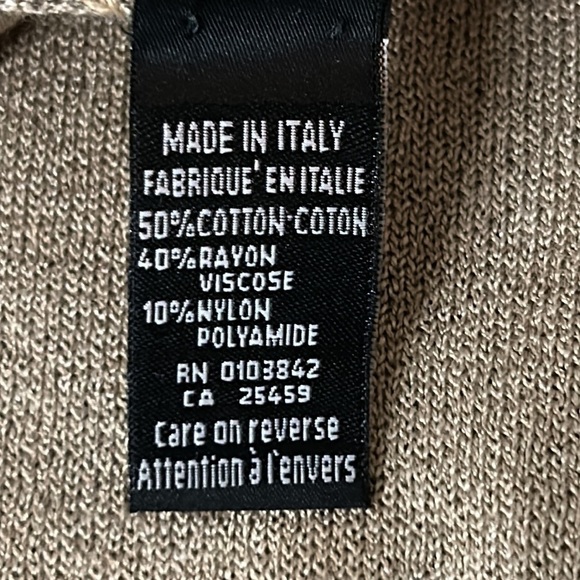 MADE IN ITALY
FABRIQUE' EN ITALIE
50% COTTON-COTON
40% RAYON
VISCOSE
10% NYLON
POLYAMIDE
RN 0103842
CA 25459
Care on reverse
Attention à l'envers